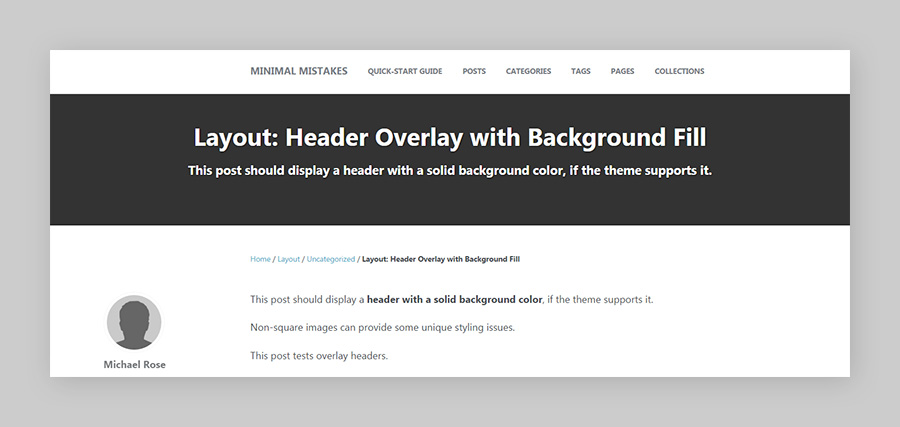 MINIMAL MISTAKES QUICK-START GUIDE POSTS CATEGORIES TAGS PAGES COLLECTIONS
Layout: Header Overlay with Background Fill
This post should display a header with a solid background color, if the theme supports it.
Home / Layout / Uncategorized / Layout: Header Overlay with Background Fill
This post should display a header with a solid background color, if the theme supports it.
Non-square images can provide some unique styling issues.
This post tests overlay headers.
Michael Rose